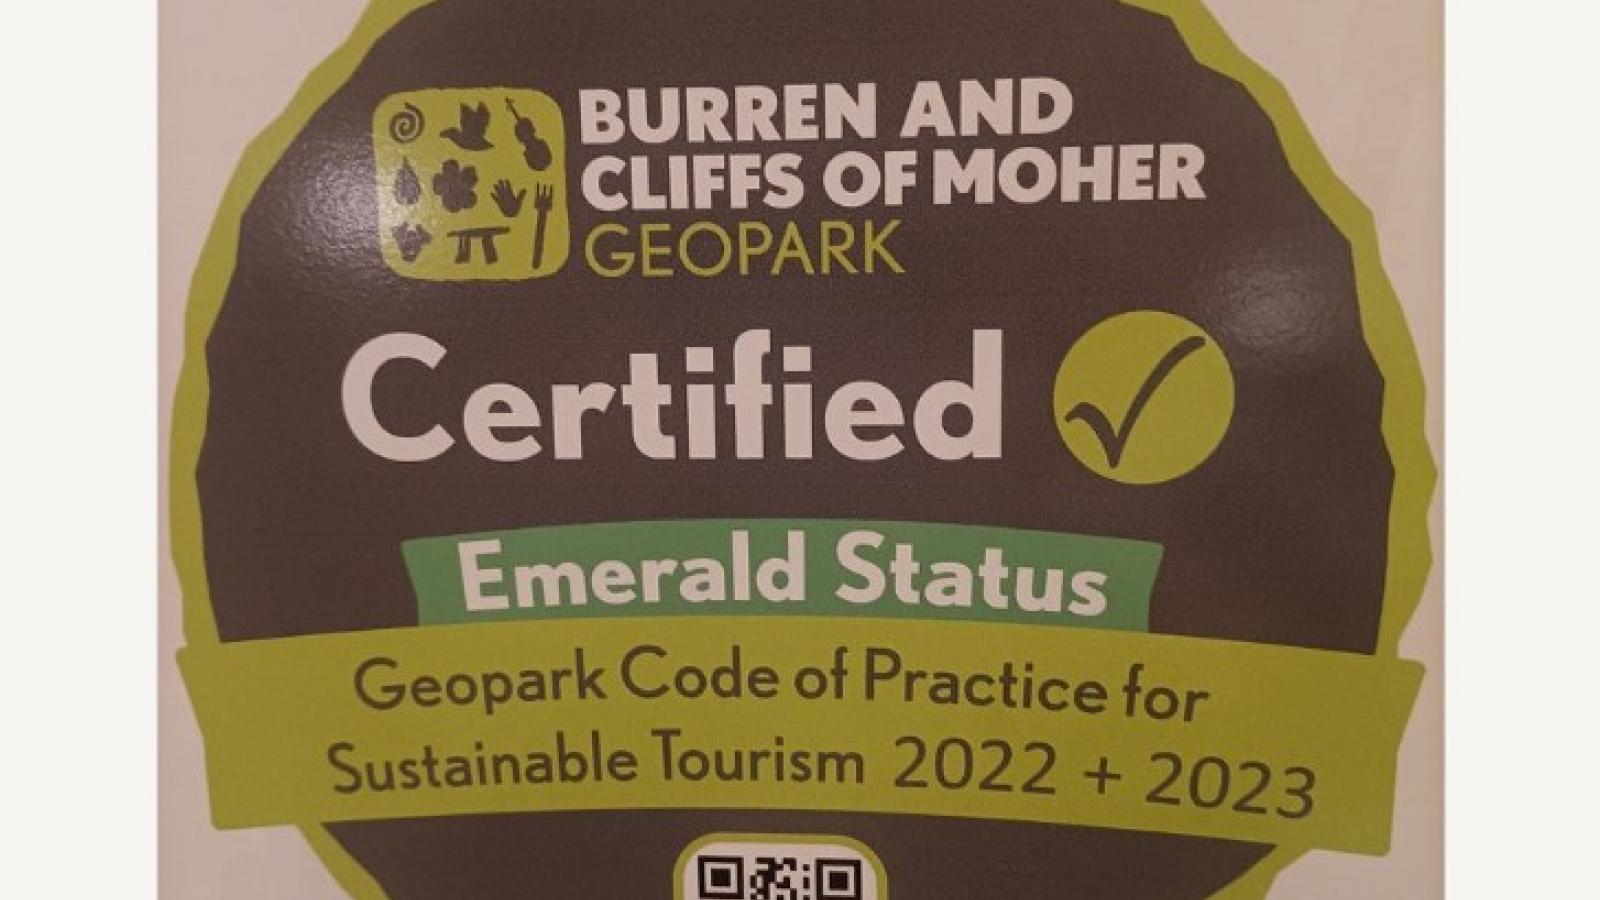 BURREN AND
CLIFFS OF MOHER
GEOPARK
Certified
Emerald Status
Geopark Code of Practice for
Sustainable Tourism 2022 + 2023